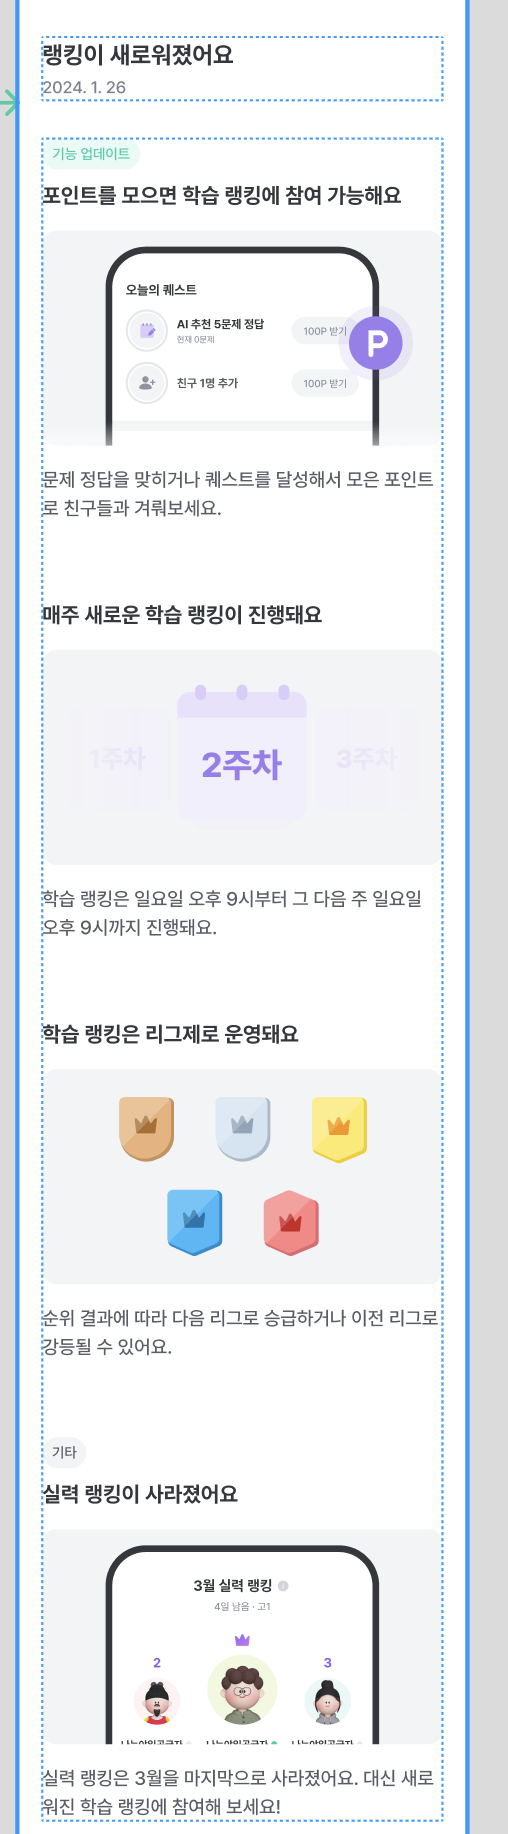 랭킹이 새로워졌어요
2024. 1. 26
기능 업데이트
포인트를 모으면 학습 랭킹에 참여 가능해요
오늘의 퀘스트
AI 추천 5문제 정답
현재 0문제
100P 받기
P
친구 1명 추가
100P 받기
문제 정답을 맞히거나 퀘스트를 달성해서 모은 포인트
로 친구들과 겨뤄보세요.
매주 새로운 학습 랭킹이 진행돼요
1주차
2주차
3주차
학습 랭킹은 일요일 오후 9시부터 그 다음 주 일요일
오후 9시까지 진행돼요.
학습 랭킹은 리그제로 운영돼요
순위 결과에 따라 다음 리그로 승급하거나 이전 리그로
강등될 수 있어요.
기타
실력 랭킹이 사라졌어요
3월 실력 랭킹
4일 남음 · 고1
2
3
실력 랭킹은 3월을 마지막으로 사라졌어요. 대신 새로
워진 학습 랭킹에 참여해 보세요!